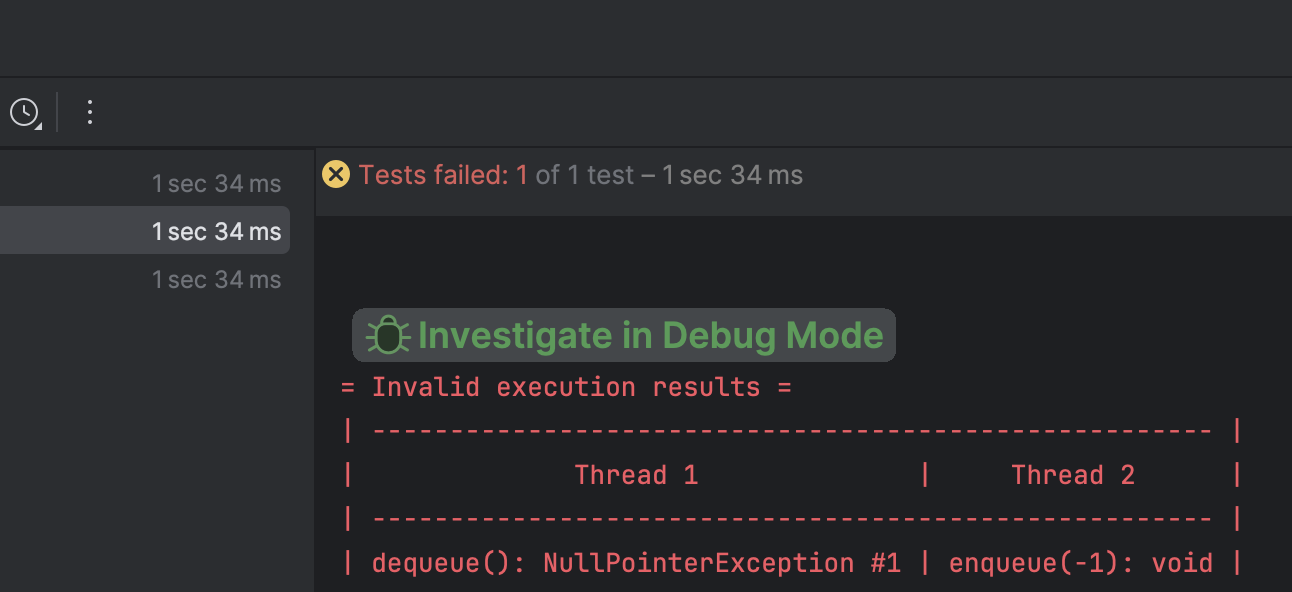 1 sec 34 ms
1 sec 34 ms
1 sec 34 ms
Tests failed: 1 of 1 test – 1 sec 34 ms
Investigate in Debug Mode
= Invalid execution results =
| ------------------------------------------------------ |
|             Thread 1              |     Thread 2       |
| ------------------------------------------------------ |
| dequeue(): NullPointerException #1 | enqueue(-1): void |